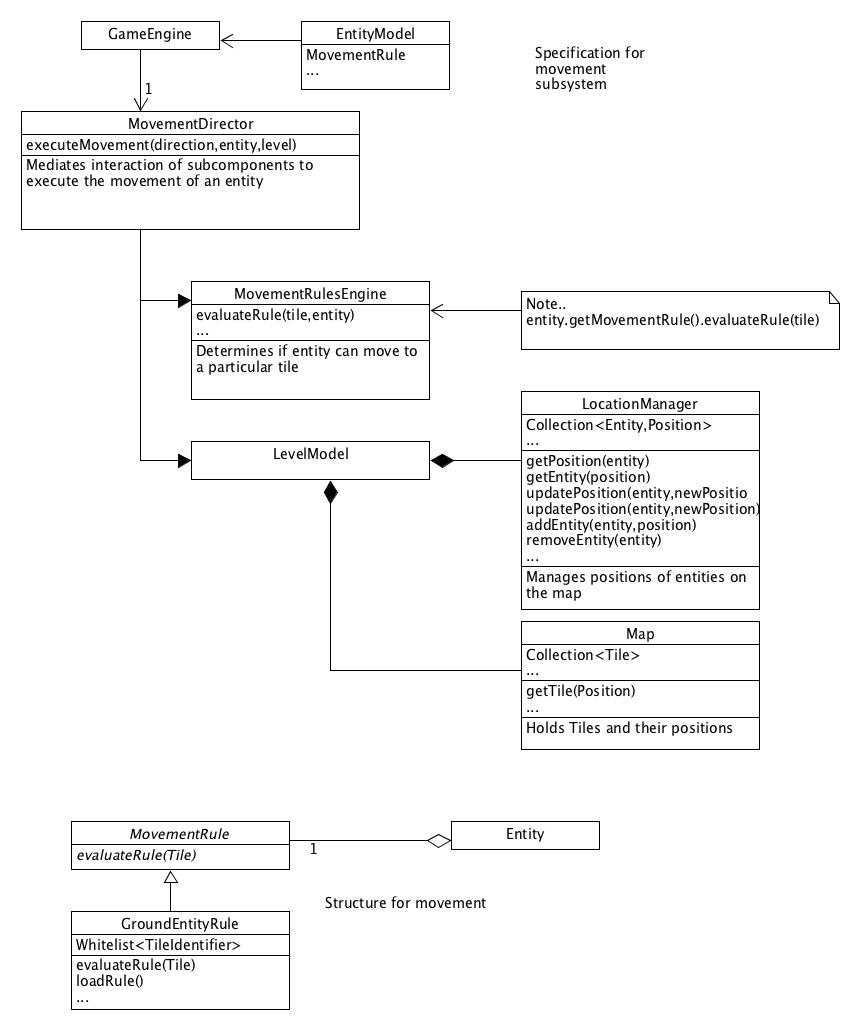 GameEngine
EntityModel
MovementRule
...
Specification for
movement
subsystem
1
MovementDirector
executeMovement(direction,entity,level)
Mediates interaction of subcomponents to
execute the movement of an entity
MovementRulesEngine
evaluateRule(tile,entity)
...
Determines if entity can move to
a particular tile
Note..
entity.getMovementRule().evaluateRule(tile)
LocationManager
Collection<Entity,Position>
...
getPosition(entity)
getEntity(position)
updatePosition(entity,newPositio
updatePosition(entity,newPosition)
addEntity(entity,position)
removeEntity(entity)
...
Manages positions of entities on
the map
LevelModel
Map
Collection<Tile>
...
getTile(Position)
...
Holds Tiles and their positions
MovementRule
evaluateRule(Tile)
1
Entity
Structure for movement
GroundEntityRule
Whitelist<TileIdentifier>
evaluateRule(Tile)
loadRule()
...